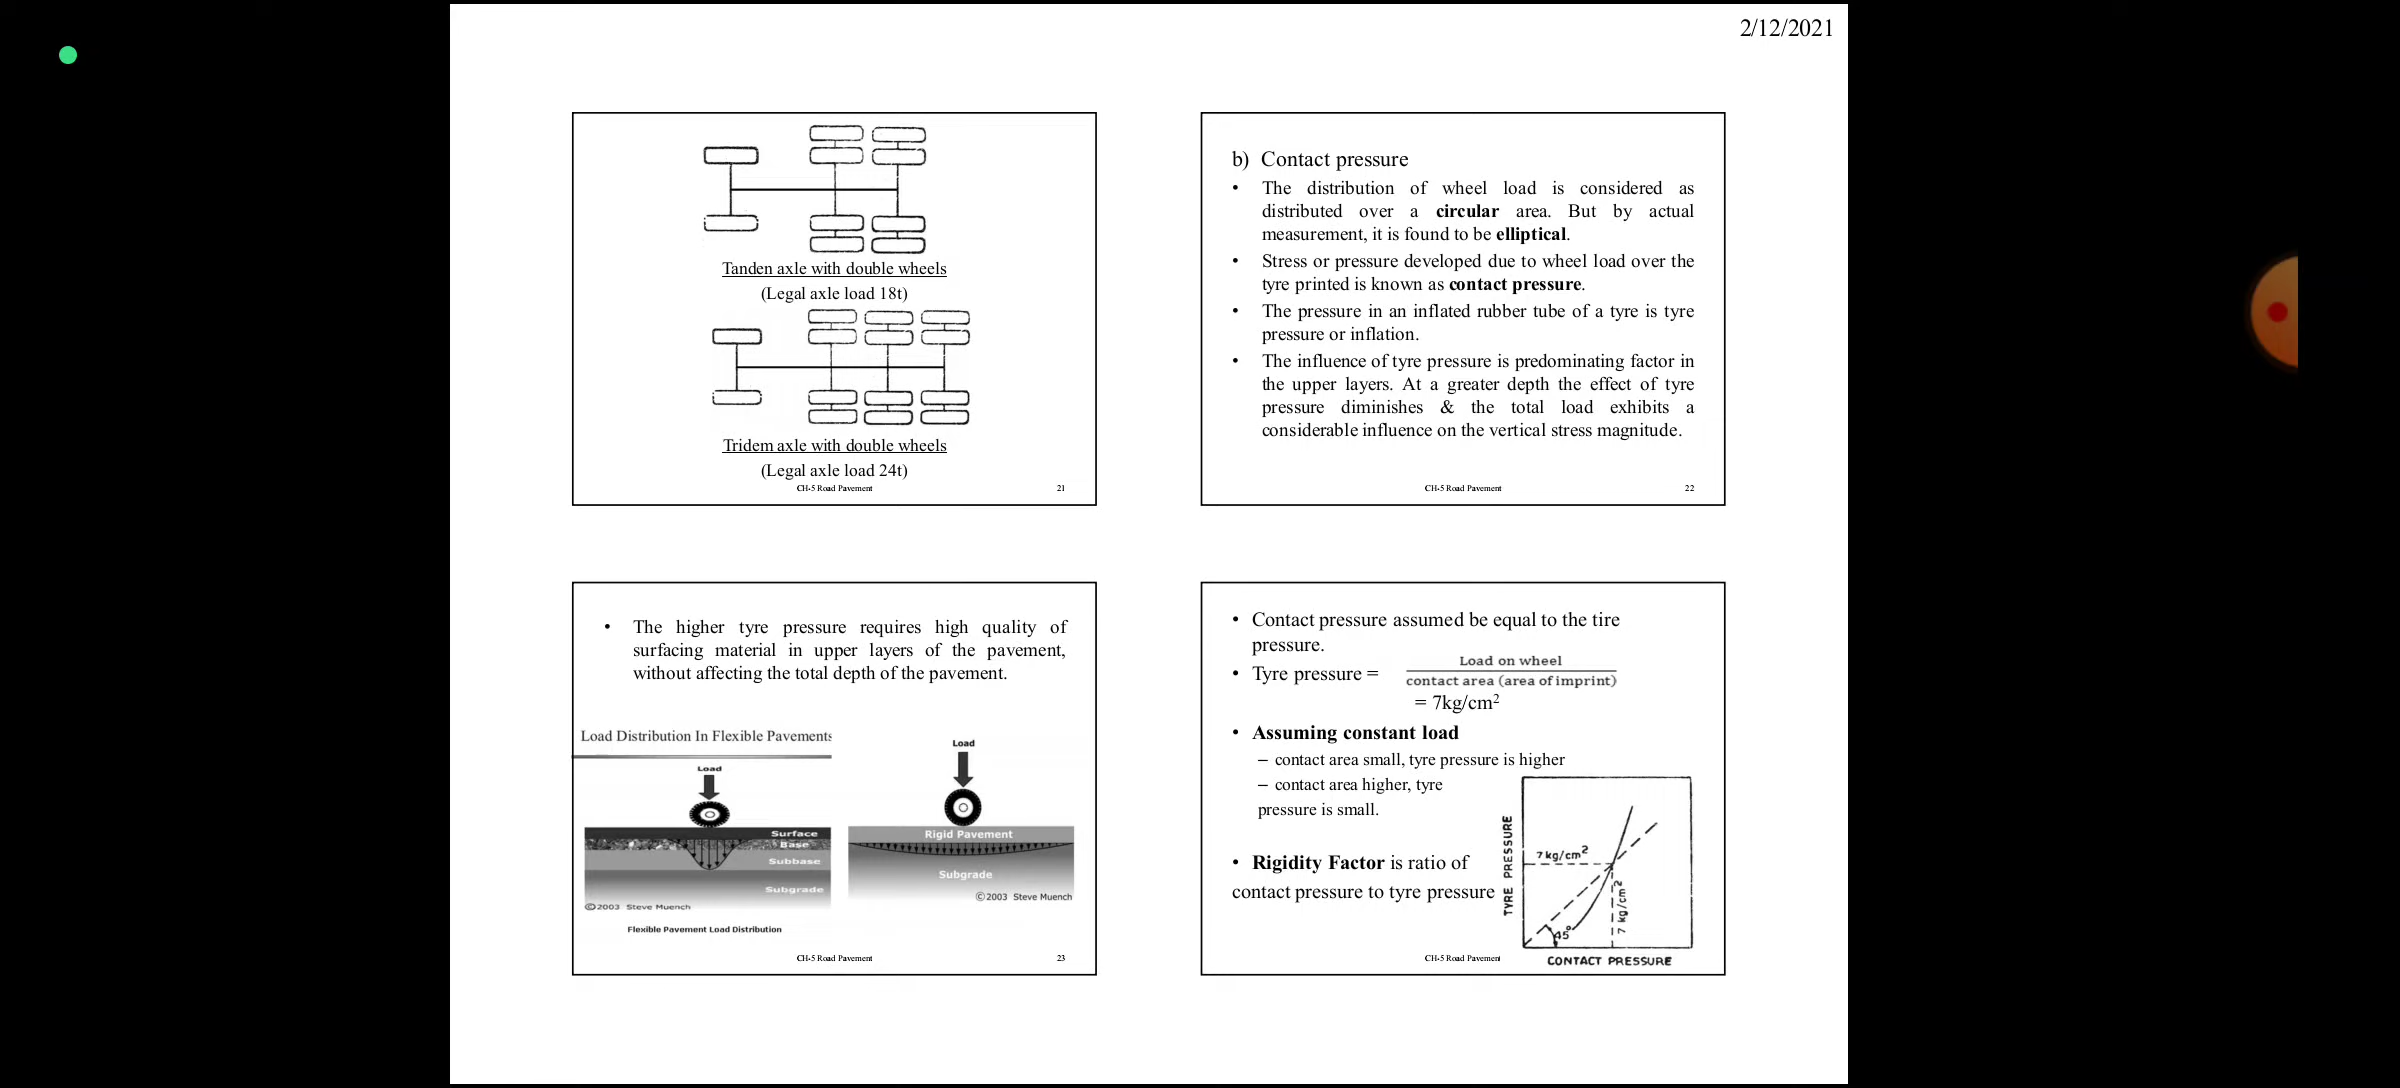 2/12/2021
Tanden axle with double wheels
(Legal axle load 18t)
Tridem axle with double wheels
(Legal axle load 24t)
CH-5 Road Pavement 21
b) Contact pressure
• The distribution of wheel load is considered as
distributed over a circular area. But by actual
measurement, it is found to be elliptical.
• Stress or pressure developed due to wheel load over the
tyre printed is known as contact pressure.
• The pressure in an inflated rubber tube of a tyre is tyre
pressure or inflation.
• The influence of tyre pressure is predominating factor in
the upper layers. At a greater depth the effect of tyre
pressure diminishes & the total load exhibits a
considerable influence on the vertical stress magnitude.
CH-5 Road Pavement 22
• The higher tyre pressure requires high quality of
surfacing material in upper layers of the pavement,
without affecting the total depth of the pavement.
Load Distribution In Flexible Pavements
Load
Surface
Base
Subbase
Subgrade
©2003 Steve Muench
Flexible Pavement Load Distribution
Load
Rigid Pavement
Subgrade
©2003 Steve Muench
CH-5 Road Pavement 23
• Contact pressure assumed be equal to the tire
pressure.
• Tyre pressure =
Load on wheel
contact area (area of imprint)
= 7kg/cm²
• Assuming constant load
– contact area small, tyre pressure is higher
– contact area higher, tyre
pressure is small.
• Rigidity Factor is ratio of
contact pressure to tyre pressure
TYRE PRESSURE
7 kg/cm²
7 kg/cm²
45°
CONTACT PRESSURE
CH-5 Road Pavement